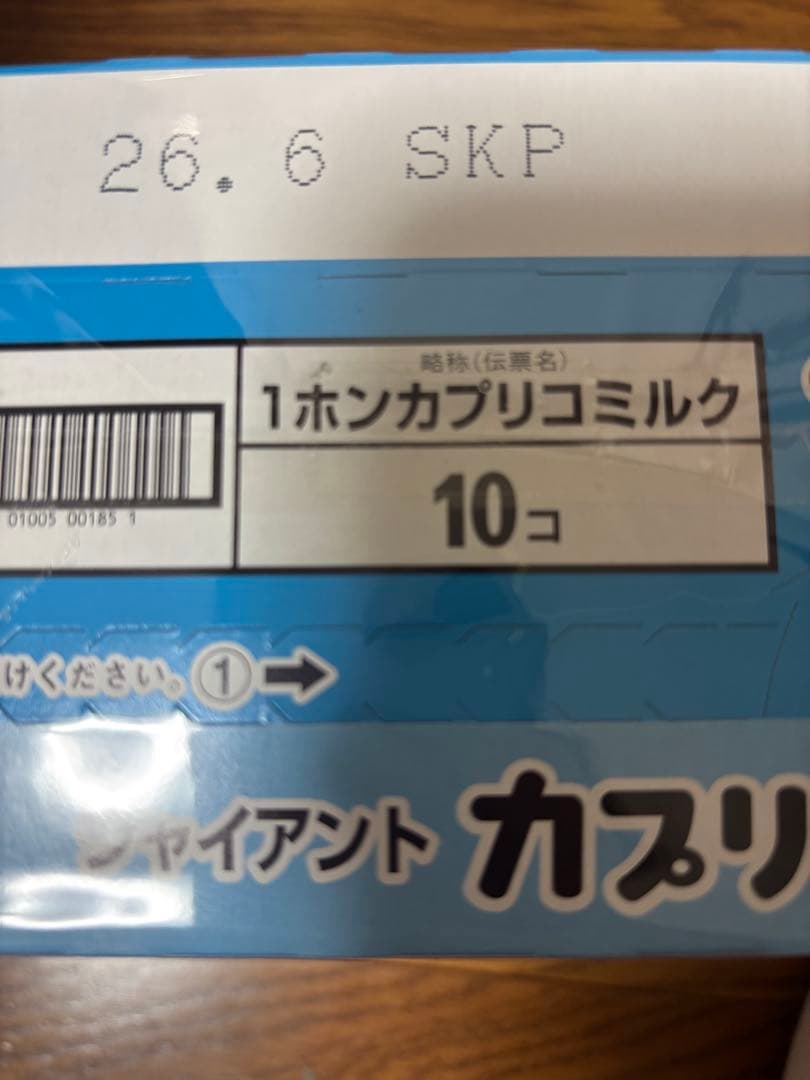 26. 6 SKP
略称(伝票名)
1ホンカプリコミルク
10コ
01005 00185 1
けください。①➡
ジャイアント カプリ